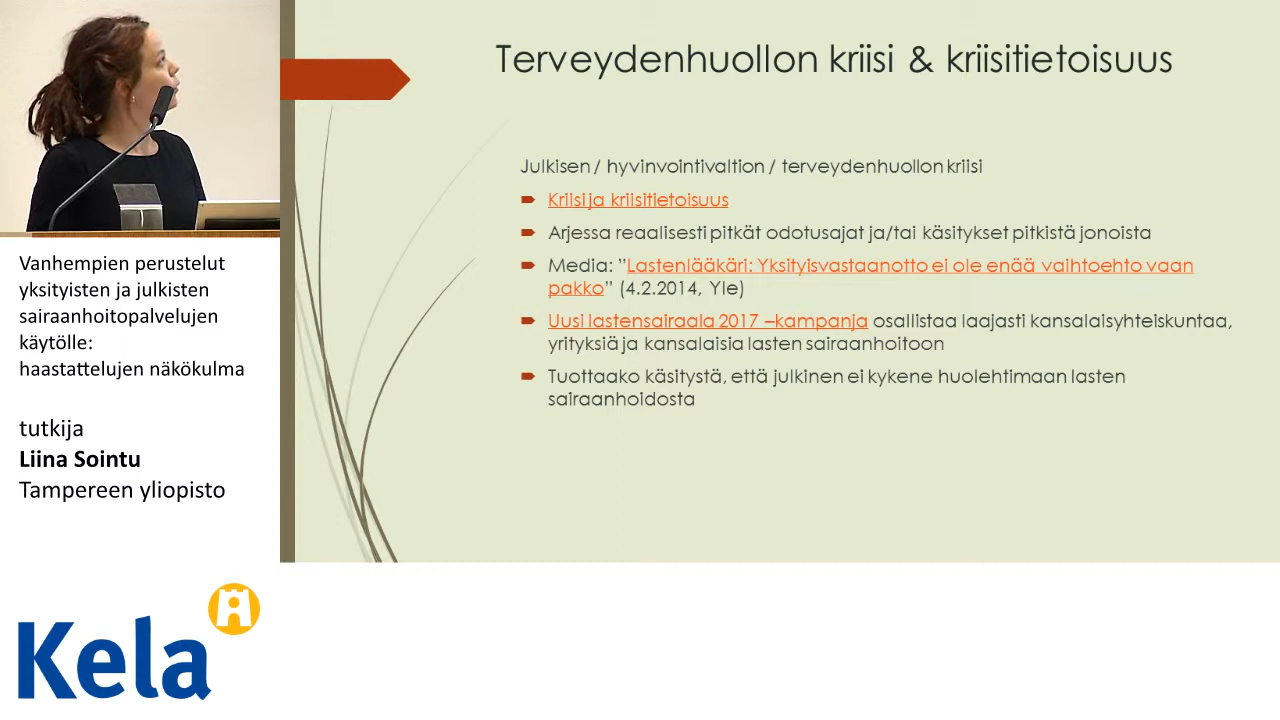 Terveydenhuollon kriisi & kriisitietoisuus
Julkisen / hyvinvointivaltion / terveydenhuollon kriisi
Kriisi ja kriisitietoisuus
Arjessa reaalisesti pitkät odotusajat ja/tai käsitykset pitkistä jonoista
Media: ”Lastenlääkäri: Yksityisvastaanotto ei ole enää vaihtoehto vaan
pakko” (4.2.2014, Yle)
Uusi lastensairaala 2017 –kampanja osallistaa laajasti kansalaisyhteiskuntaa,
yrityksiä ja kansalaisia lasten sairaanhoitoon
Tuottaako käsitystä, että julkinen ei kykene huolehtimaan lasten
sairaanhoidosta
Vanhempien perustelut
yksityisten ja julkisten
sairaanhoitopalvelujen
käytölle:
haastattelujen näkökulma
tutkija
Liina Sointu
Tampereen yliopisto
Kela